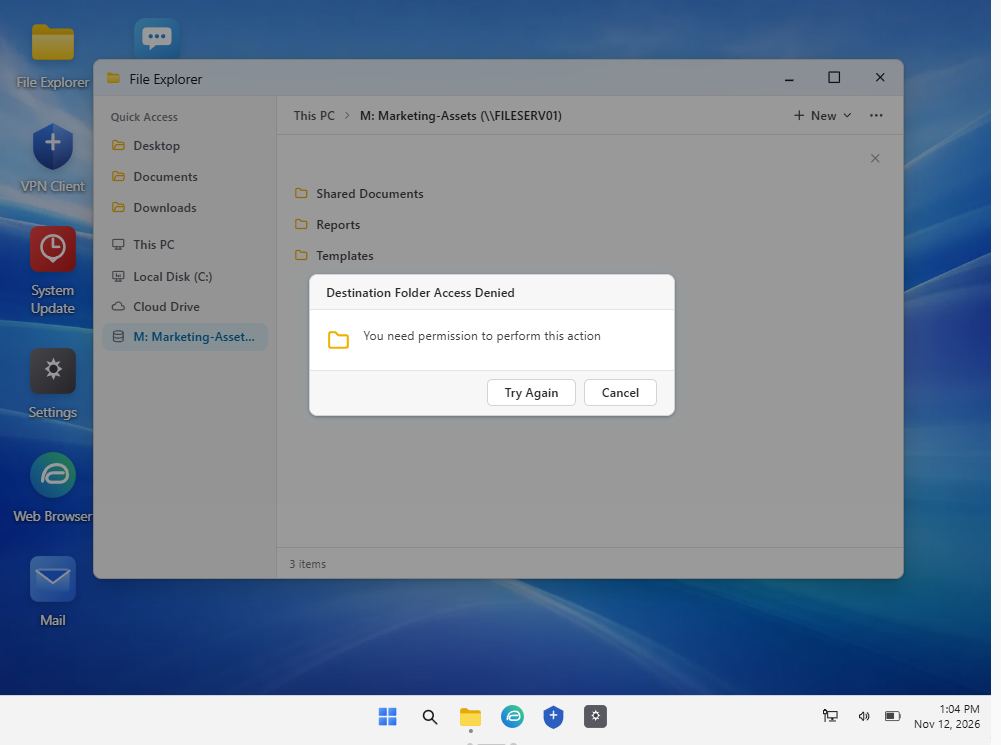 File Explorer
VPN Client
System
Update
Settings
Web Browser
Mail
File Explorer
Quick Access
Desktop
Documents
Downloads
This PC
Local Disk (C:)
Cloud Drive
M: Marketing-Asset...
This PC > M: Marketing-Assets (\\FILESERV01)
+ New
Shared Documents
Reports
Templates
3 items
Destination Folder Access Denied
You need permission to perform this action
Try Again
Cancel
1:04 PM
Nov 12, 2026